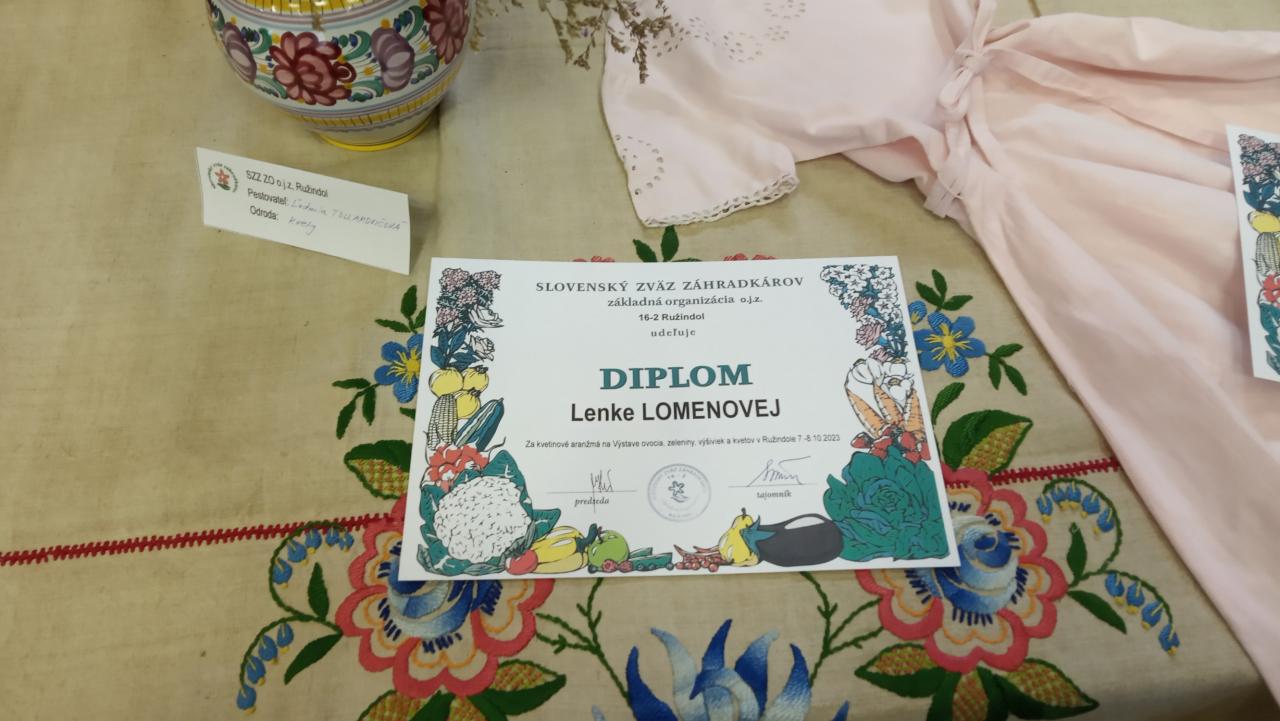 SZZ ZO o.j.z. Ružindol
Pestovateľ:
Odroda: Kvety
SLOVENSKÝ ZVÄZ ZÁHRADKÁROV
základná organizácia o.j.z.
16-2 Ružindol
udeľuje
DIPLOM
Lenke LOMENOVEJ
Za kvetinové aranžmá na Výstave ovocia, zeleniny, výšiviek a kvetov v Ružindole 7.-8.10.2023
predseda
tajomník